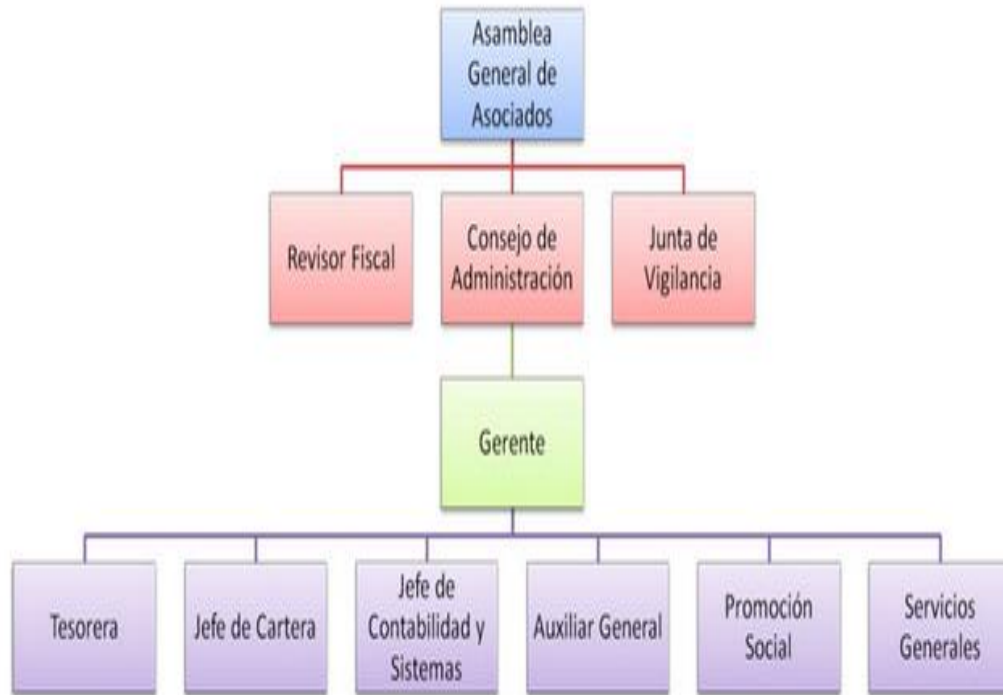 Asamblea
General de
Asociados
Revisor Fiscal
Consejo de
Administración
Junta de
Vigilancia
Gerente
Tesorera
Jefe de Cartera
Jefe de
Contabilidad y
Sistemas
Auxiliar General
Promoción
Social
Servicios
Generales